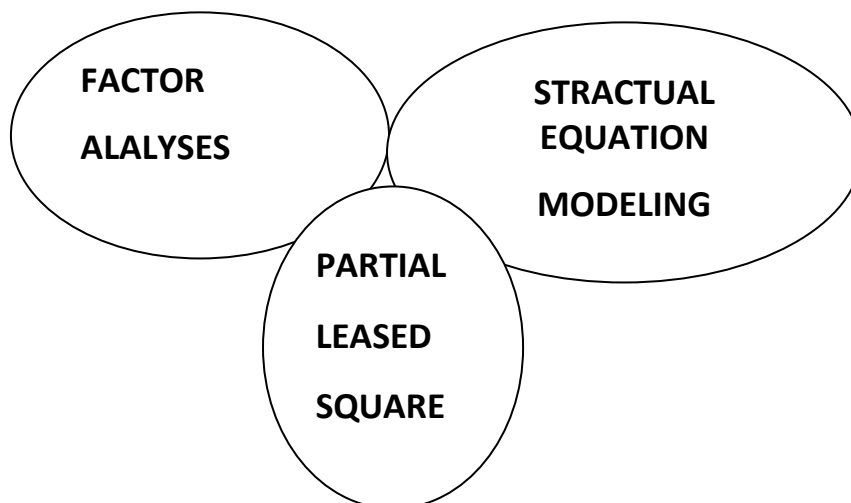 FACTOR
ALALYSES
STRACTUAL
EQUATION
MODELING
PARTIAL
LEASED
SQUARE